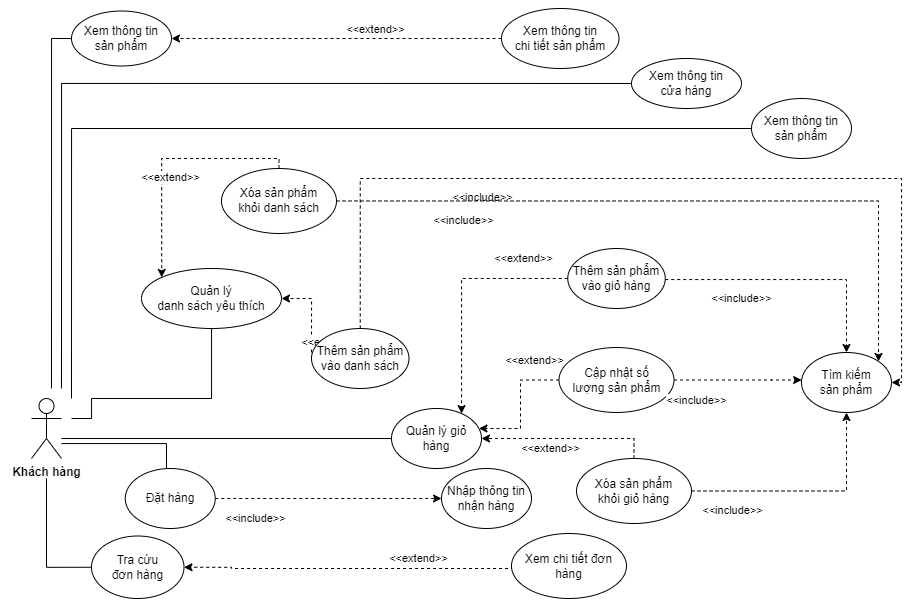 Xem thông tin
sản phẩm
<<extend>>
Xem thông tin
chi tiết sản phẩm
Xem thông tin
cửa hàng
Xem thông tin
sản phẩm
<<extend>>
Xóa sản phẩm
khỏi danh sách
<<include>>
<<include>>
<<extend>>
Thêm sản phẩm
vào giỏ hàng
<<include>>
Quản lý
danh sách yêu thích
<<e
Thêm sản phẩm
vào danh sách
<<extend>>
Cập nhật số
lượng sản phẩm
<<include>>
Tìm kiếm
sản phẩm
Quản lý giỏ
hàng
<<extend>>
Khách hàng
Đặt hàng
<<include>>
Nhập thông tin
nhận hàng
Xóa sản phẩm
khỏi giỏ hàng
<<include>>
Tra cứu
đơn hàng
<<extend>>
Xem chi tiết đơn
hàng